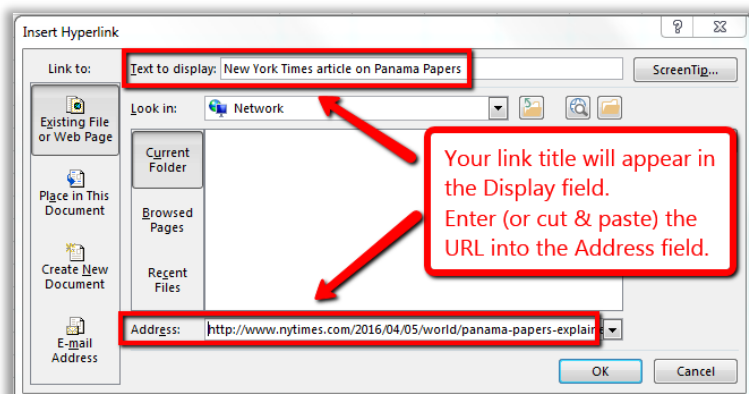 Insert Hyperlink
Link to:
Text to display: New York Times article on Panama Papers
ScreenTip...
Existing File
or Web Page
Look in: Network
Current
Folder
Your link title will appear in
the Display field.
Enter (or cut & paste) the
URL into the Address field.
Place in This
Document
Browsed
Pages
Create New
Document
Recent
Files
E-mail
Address
Address: http://www.nytimes.com/2016/04/05/world/panama-papers-explaine
OK
Cancel